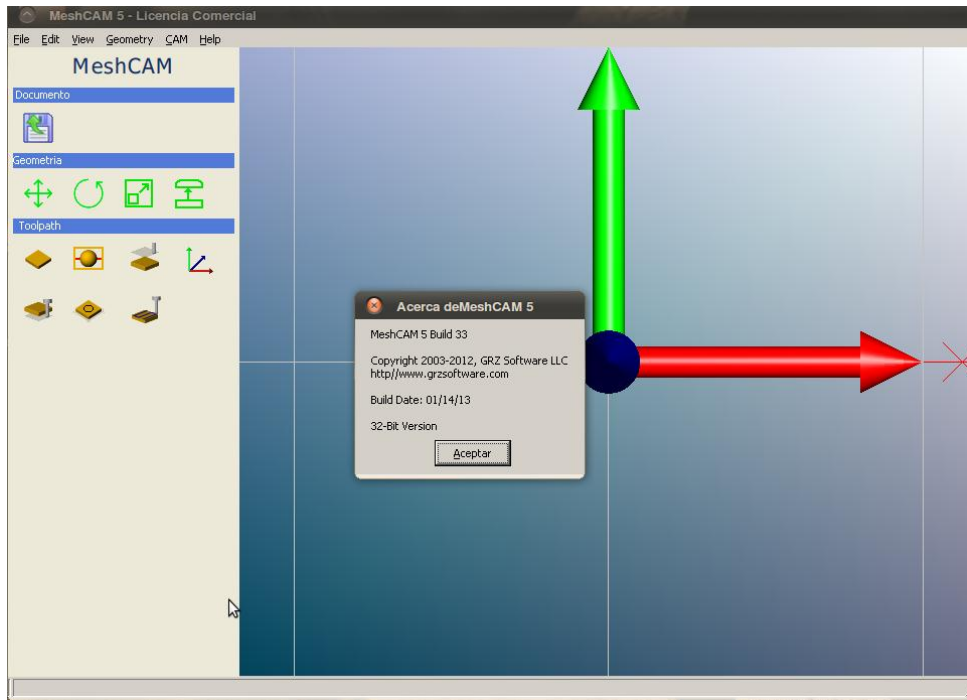 MeshCAM 5 - Licencia Comercial
File Edit View Geometry CAM Help
MeshCAM
Documento
Geometria
Toolpath
Acerca deMeshCAM 5
MeshCAM 5 Build 33
Copyright 2003-2012, GRZ Software LLC
http//www.grzsoftware.com
Build Date: 01/14/13
32-Bit Version
Aceptar